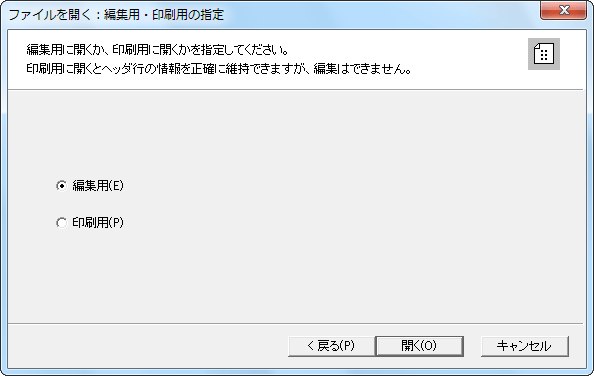 ファイルを開く：編集用・印刷用の指定
編集用に開くか、印刷用に開くかを指定してください。
印刷用に開くとヘッダ行の情報を正確に維持できますが、編集はできません。
編集用(E)
印刷用(P)
< 戻る(P)
開く(O)
キャンセル